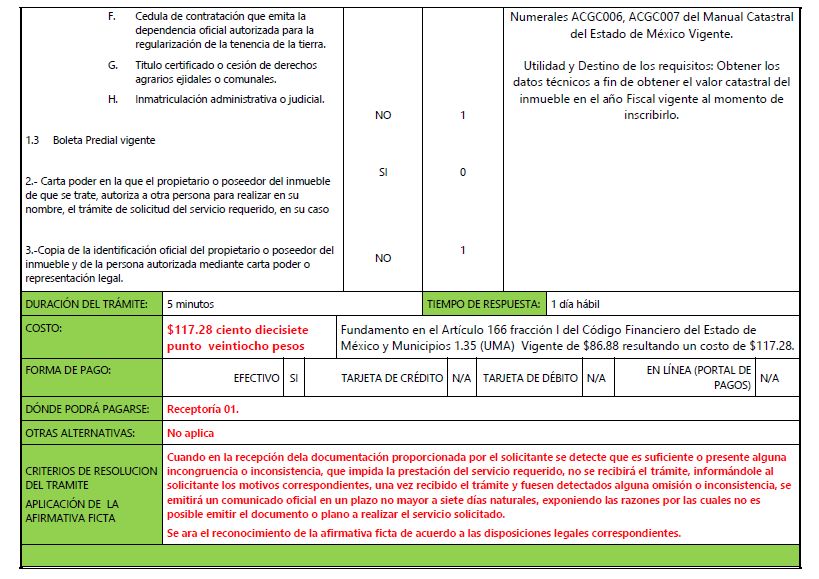 F. Cedula de contratación que emita la
dependencia oficial autorizada para la
regularización de la tenencia de la tierra.
G. Titulo certificado o cesión de derechos
agrarios ejidales o comunales.
H. Inmatriculación administrativa o judicial.
NO 1
1.3 Boleta Predial vigente
SI 0
2.- Carta poder en la que el propietario o poseedor del inmueble
de que se trate, autoriza a otra persona para realizar en su
nombre, el trámite de solicitud del servicio requerido, en su caso
3.-Copia de la identificación oficial del propietario o poseedor del
inmueble y de la persona autorizada mediante carta poder o
representación legal.
NO 1
Numerales ACGC006, ACGC007 del Manual Catastral
del Estado de México Vigente.
Utilidad y Destino de los requisitos: Obtener los
datos técnicos a fin de obtener el valor catastral del
inmueble en el año Fiscal vigente al momento de
inscribirlo.
DURACIÓN DEL TRÁMITE: 5 minutos TIEMPO DE RESPUESTA: 1 día hábil
COSTO:
$117.28 ciento diecisiete
punto veintiocho pesos
Fundamento en el Artículo 166 fracción I del Código Financiero del Estado de
México y Municipios 1.35 (UMA) Vigente de $86.88 resultando un costo de $117.28.
FORMA DE PAGO:
EFECTIVO SI TARJETA DE CRÉDITO N/A TARJETA DE DÉBITO N/A
EN LÍNEA (PORTAL DE
PAGOS) N/A
DÓNDE PODRÁ PAGARSE: Receptoría 01.
OTRAS ALTERNATIVAS: No aplica
CRITERIOS DE RESOLUCION
DEL TRAMITE
APLICACIÓN DE LA
AFIRMATIVA FICTA
Cuando en la recepción dela documentación proporcionada por el solicitante se detecte que es suficiente o presente alguna
incongruencia o inconsistencia, que impida la prestación del servicio requerido, no se recibirá el trámite, informándole al
solicitante los motivos correspondientes, una vez recibido el trámite y fuesen detectados alguna omisión o inconsistencia, se
emitirá un comunicado oficial en un plazo no mayor a siete días naturales, exponiendo las razones por las cuales no es
posible emitir el documento o plano a realizar el servicio solicitado.
Se ara el reconocimiento de la afirmativa ficta de acuerdo a las disposiciones legales correspondientes.